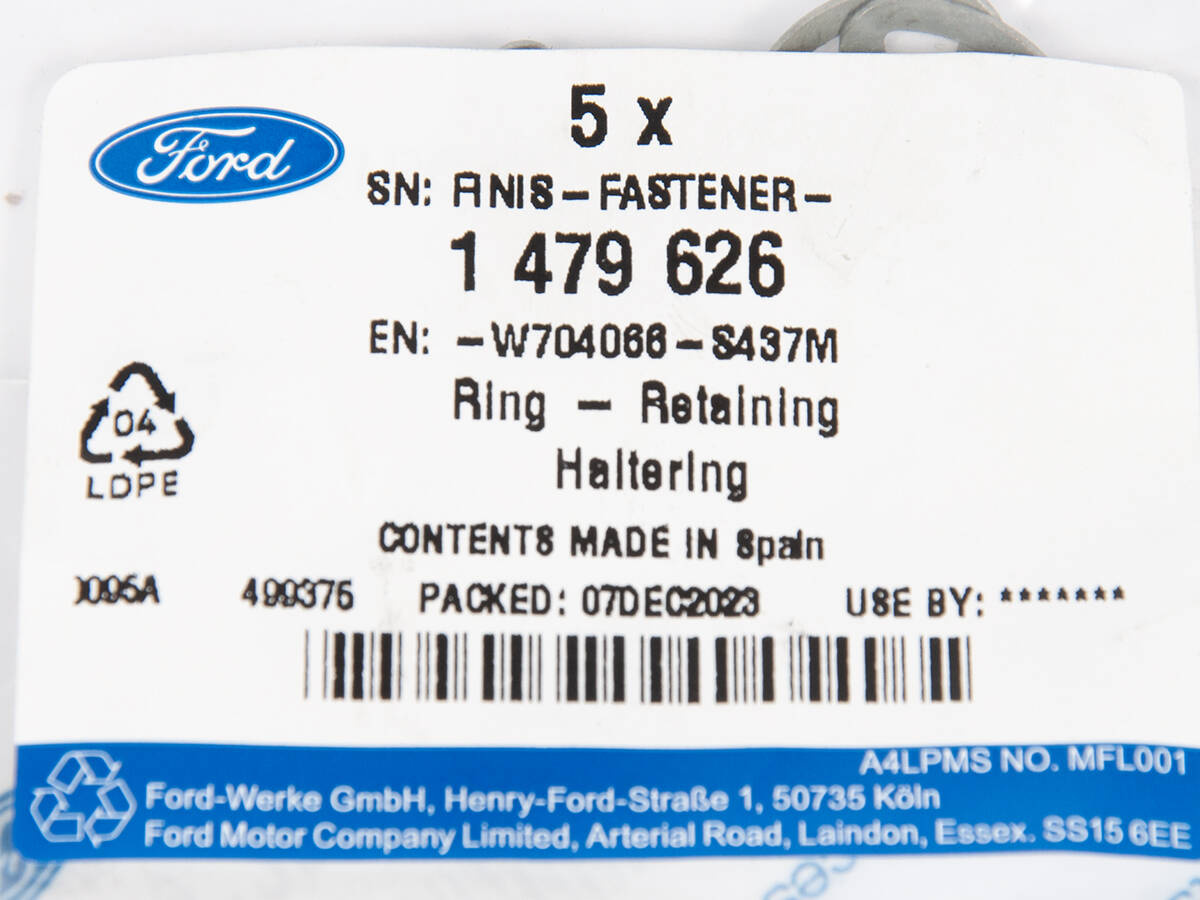 Ford
5 x
SN: FINIS-FASTENER-
1 479 626
EN: -W704066-S437M
Ring - Retaining
Haltering
04
LDPE
CONTENTS MADE IN Spain
499375 PACKED: 07DEC2023 USE BY: *******
A4LPMS NO. MFL001
Ford-Werke GmbH, Henry-Ford-Straße 1, 50735 Köln
Ford Motor Company Limited, Arterial Road, Laindon, Essex. SS15 6EE